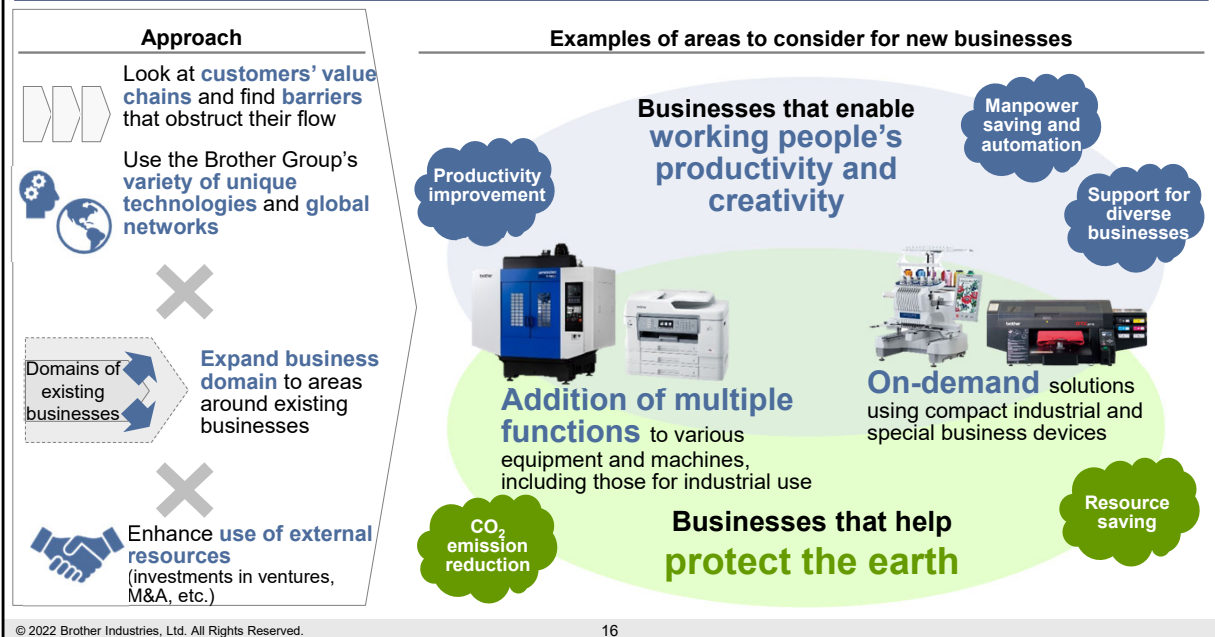 Approach
Look at customers' value
chains and find barriers
that obstruct their flow
Use the Brother Group's
variety of unique
technologies and global
networks
Domains of
existing
businesses
Expand business
domain to areas
around existing
businesses
Enhance use of external
resources
(investments in ventures,
M&A, etc.)
Examples of areas to consider for new businesses
Businesses that enable
working people's
productivity and
creativity
Productivity
improvement
Manpower
saving and
automation
Support for
diverse
businesses
brother
brother
Addition of multiple
functions to various
equipment and machines,
including those for industrial use
On-demand solutions
using compact industrial and
special business devices
CO₂
emission
reduction
Businesses that help
protect the earth
Resource
saving
© 2022 Brother Industries, Ltd. All Rights Reserved.
16